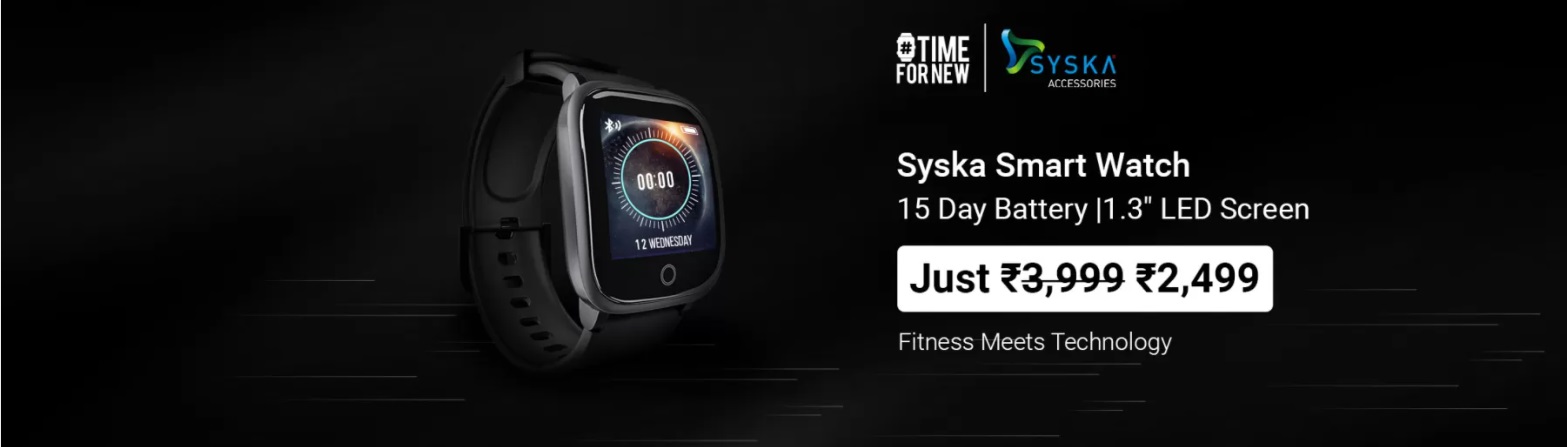 00:00
12 WEDNESDAY
#TIME
FOR NEW
SYSKA
ACCESSORIES
Syska Smart Watch
15 Day Battery |1.3" LED Screen
Just ₹3,999 ₹2,499
Fitness Meets Technology